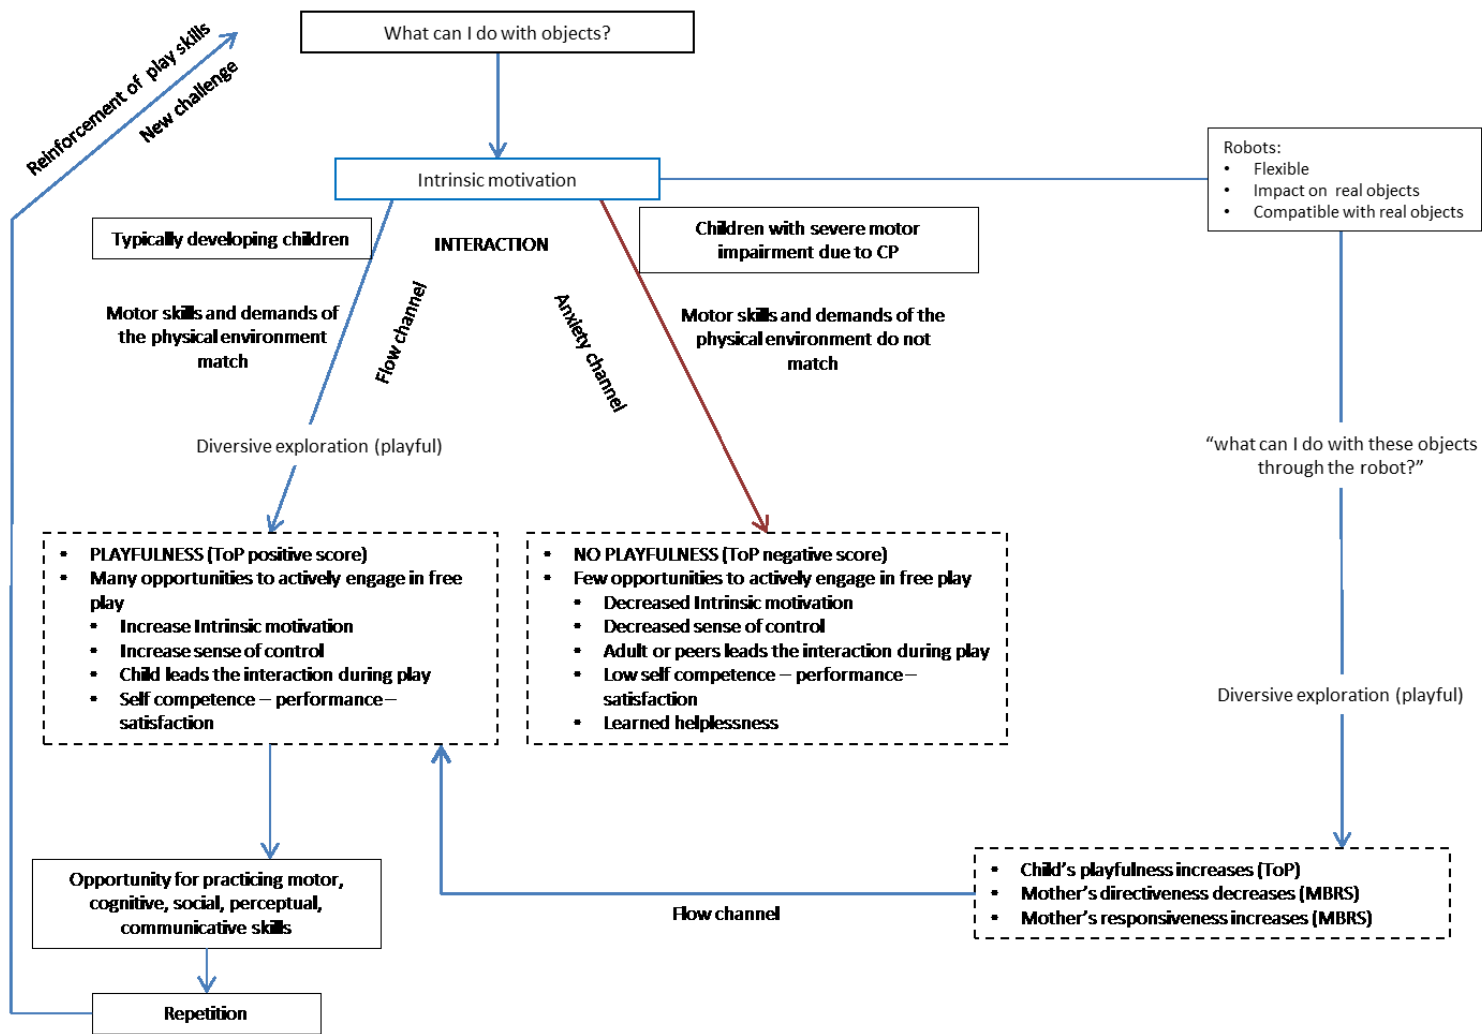 What can I do with objects?
Reinforcement of play skills
New challenge
Intrinsic motivation
Robots:
• Flexible
• Impact on real objects
• Compatible with real objects
Typically developing children
INTERACTION
Children with severe motor
impairment due to CP
Motor skills and demands of
the physical environment
match
Flow channel
Anxiety channel
Motor skills and demands of the
physical environment do not
match
Diversive exploration (playful)
“what can I do with these objects
through the robot?”
▪ PLAYFULNESS (ToP positive score)
▪ Many opportunities to actively engage in free
play
▪ Increase Intrinsic motivation
▪ Increase sense of control
▪ Child leads the interaction during play
▪ Self competence – performance –
satisfaction
▪ NO PLAYFULNESS (ToP negative score)
▪ Few opportunities to actively engage in free play
▪ Decreased Intrinsic motivation
▪ Decreased sense of control
▪ Adult or peers leads the interaction during play
▪ Low self competence – performance –
satisfaction
▪ Learned helplessness
Diversive exploration (playful)
Opportunity for practicing motor,
cognitive, social, perceptual,
communicative skills
Flow channel
▪ Child’s playfulness increases (ToP)
▪ Mother’s directiveness decreases (MBRS)
▪ Mother’s responsiveness increases (MBRS)
Repetition